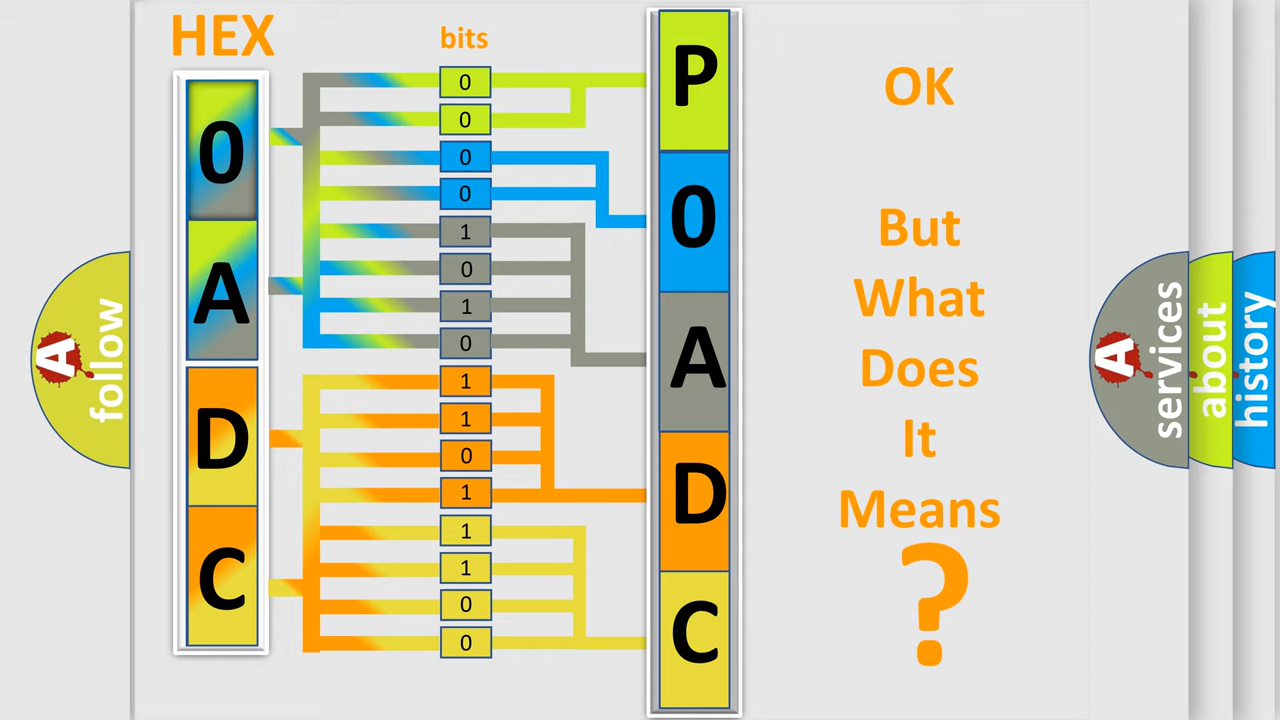 HEX
bits
0
A
D
C
0
0
0
0
1
0
1
0
1
1
0
1
1
1
0
0
P
0
A
D
C
OK
But
What
Does
It
Means
?
A
follow
A
services
about
history